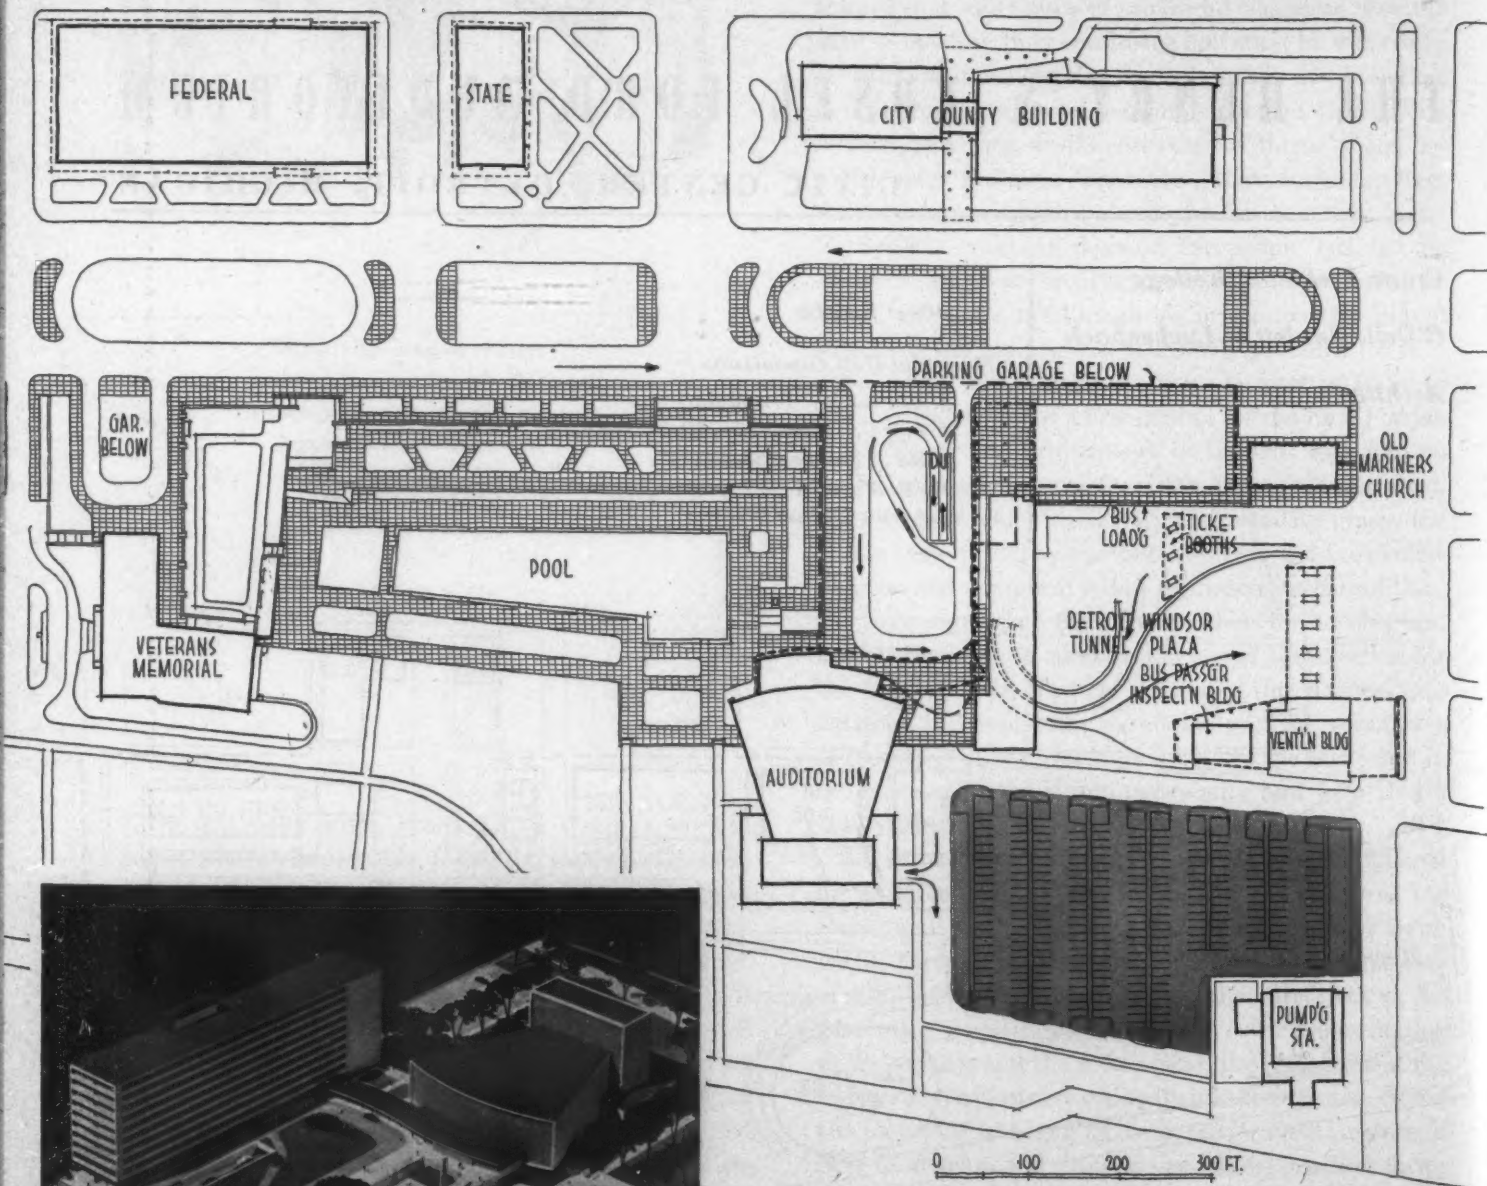 FEDERAL
STATE
CITY COUNTY BUILDING
PARKING GARAGE BELOW
GAR.
BELOW
OLD
MARINERS
CHURCH
BUS
LOAD'G
TICKET
BOOTHS
POOL
DETROIT WINDSOR
TUNNEL PLAZA
BUS PASS'GR
INSPECT'N BLDG
VETERANS
MEMORIAL
VENT'L'N BLDG
AUDITORIUM
PUMP'G
STA.
0 100 200 300 FT.